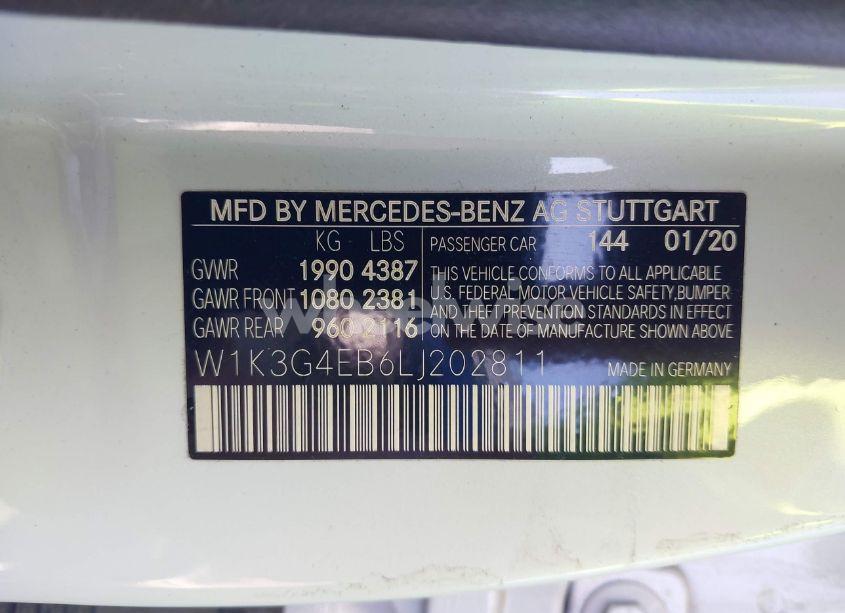 MFD BY MERCEDES-BENZ AG STUTTGART
KG LBS
PASSENGER CAR 144 01/20
GVWR 1990 4387
GAWR FRONT 1080 2381
GAWR REAR 960 2116
THIS VEHICLE CONFORMS TO ALL APPLICABLE
U.S. FEDERAL MOTOR VEHICLE SAFETY,BUMPER
AND THEFT PREVENTION STANDARDS IN EFFECT
ON THE DATE OF MANUFACTURE SHOWN ABOVE
W1K3G4EB6LJ202811 MADE IN GERMANY